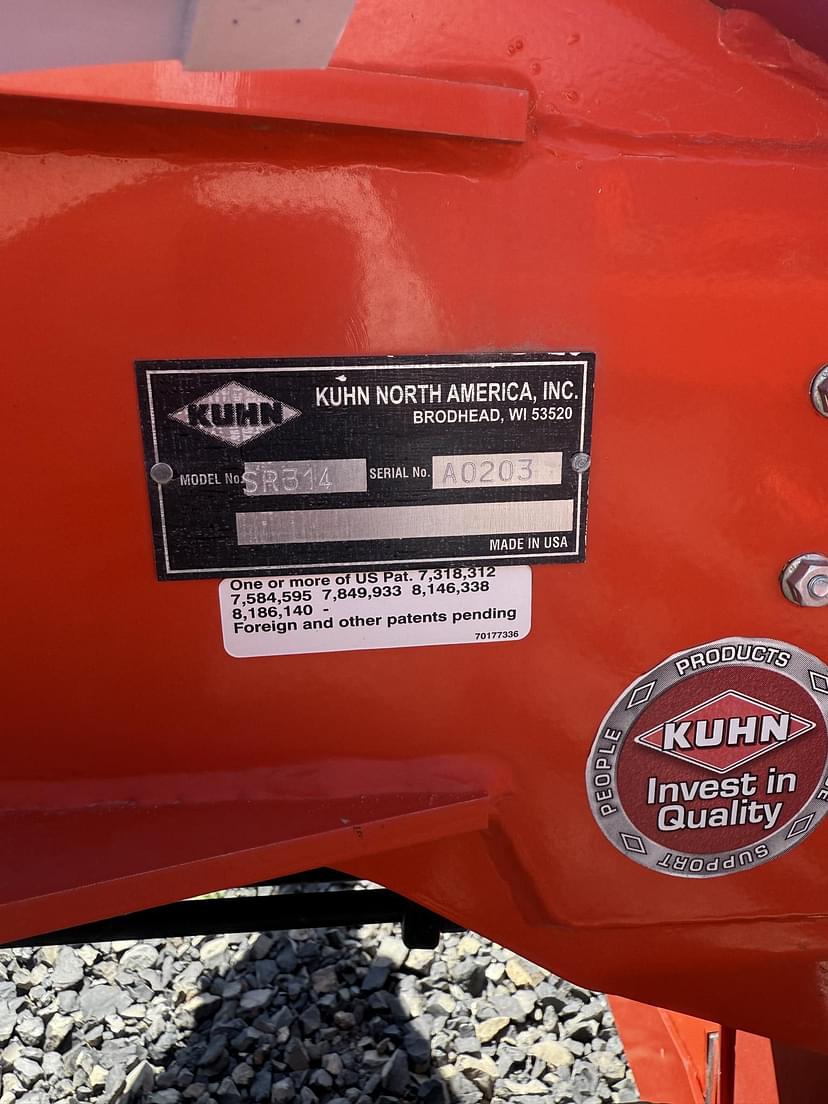 KUHN
KUHN NORTH AMERICA, INC.
BRODHEAD, WI 53520
MODEL No. SR314 SERIAL No. A0203
MADE IN USA
One or more of US Pat. 7,318,312
7,584,595 7,849,933 8,146,338
8,186,140 -
Foreign and other patents pending
70177336
PRODUCTS
PEOPLE
KUHN
Invest in
Quality
SUPPORT